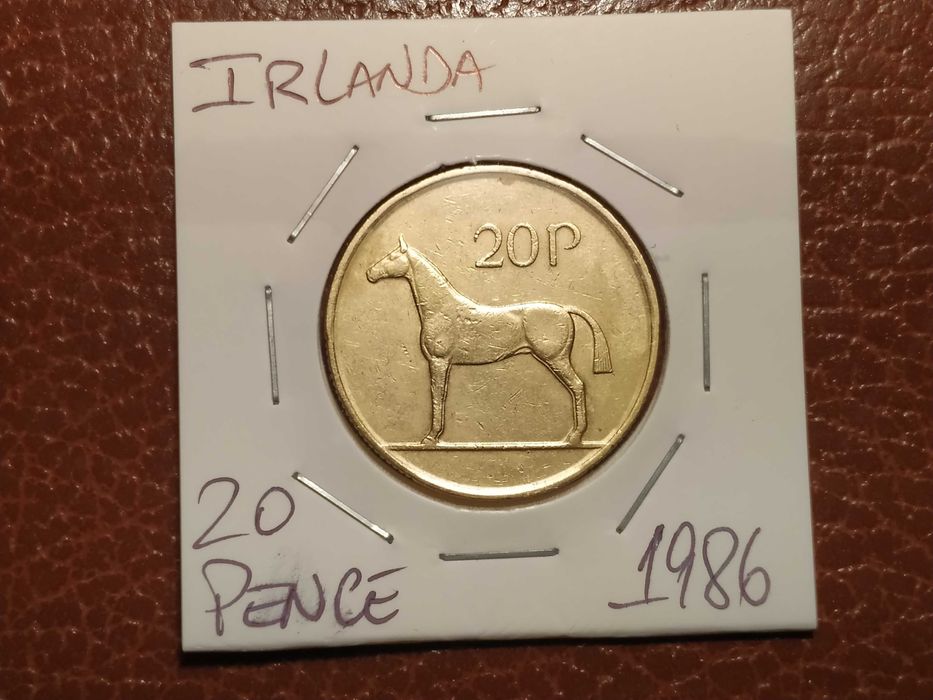 IRLANDA
20P
20
PENCE
1986